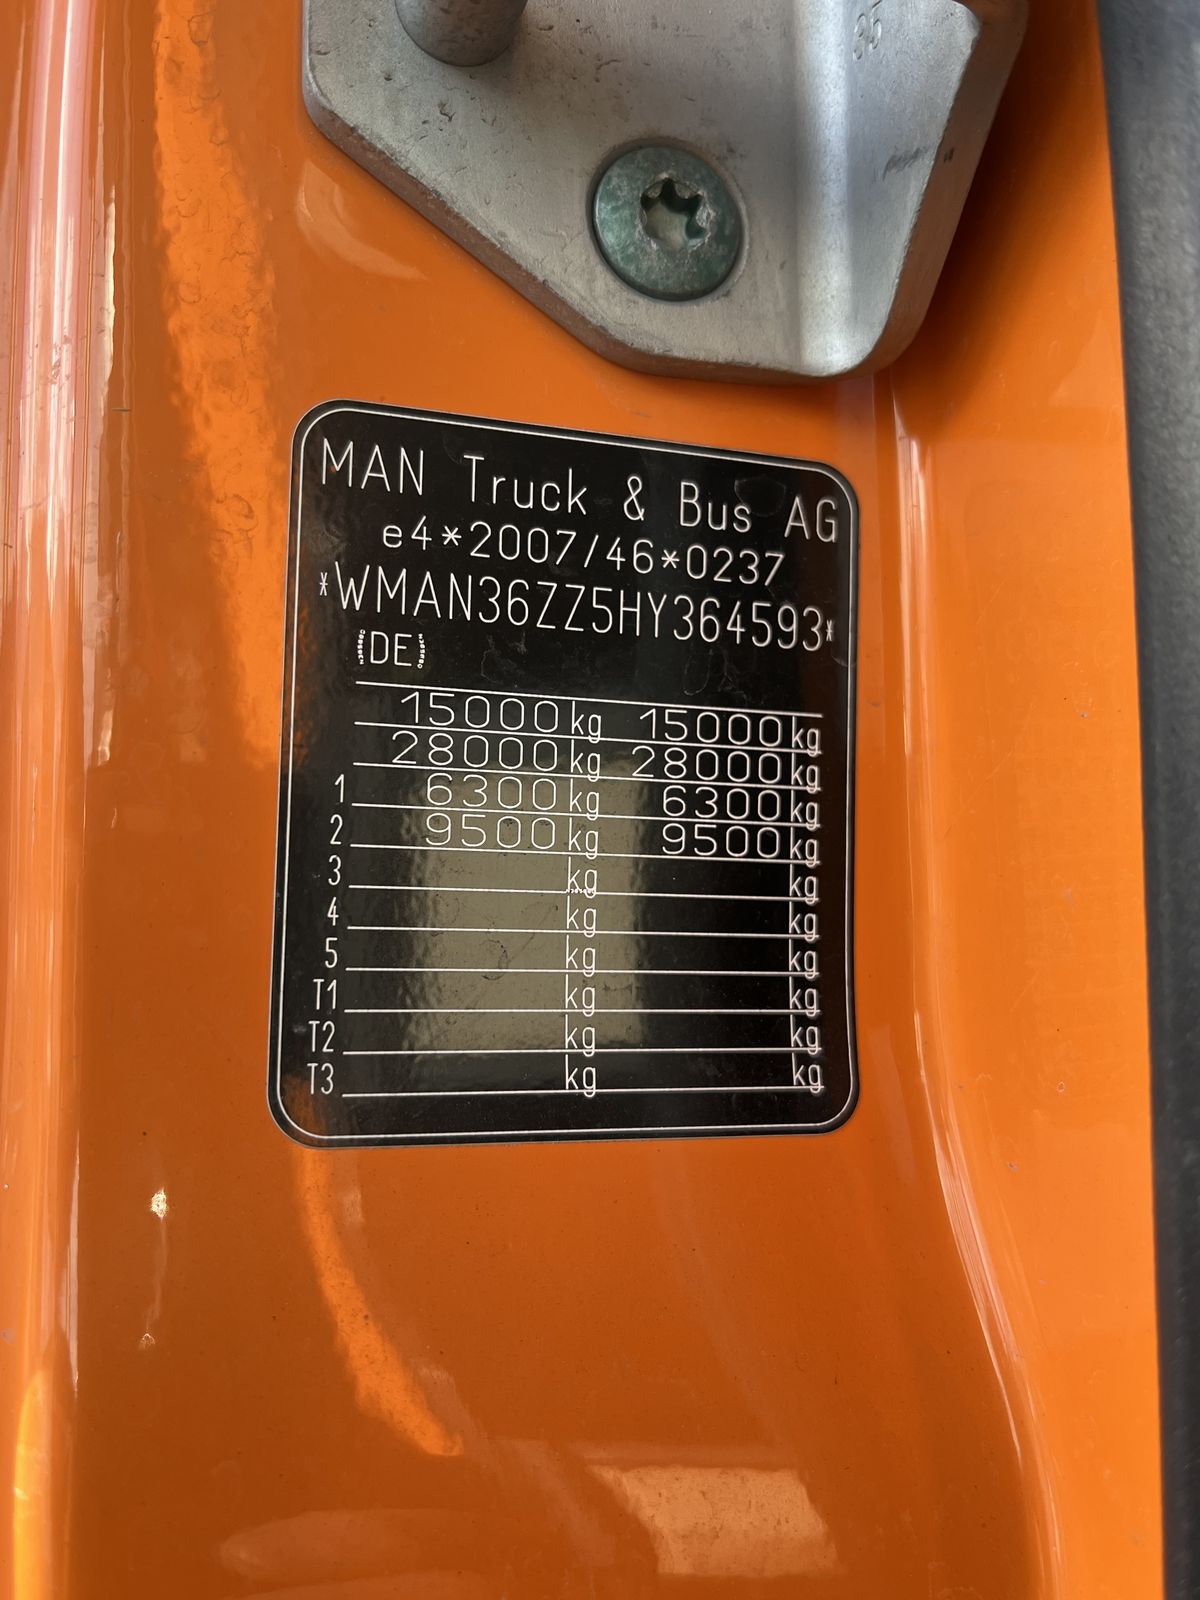 35
MAN Truck & Bus AG
e4*2007/46*0237
*WMAN36ZZ5HY364593*
(DE)
15000kg 15000kg
28000kg 28000kg
1 6300kg 6300kg
2 9500kg 9500kg
3 kg kg
4 kg kg
5 kg kg
T1 kg kg
T2 kg kg
T3 kg kg